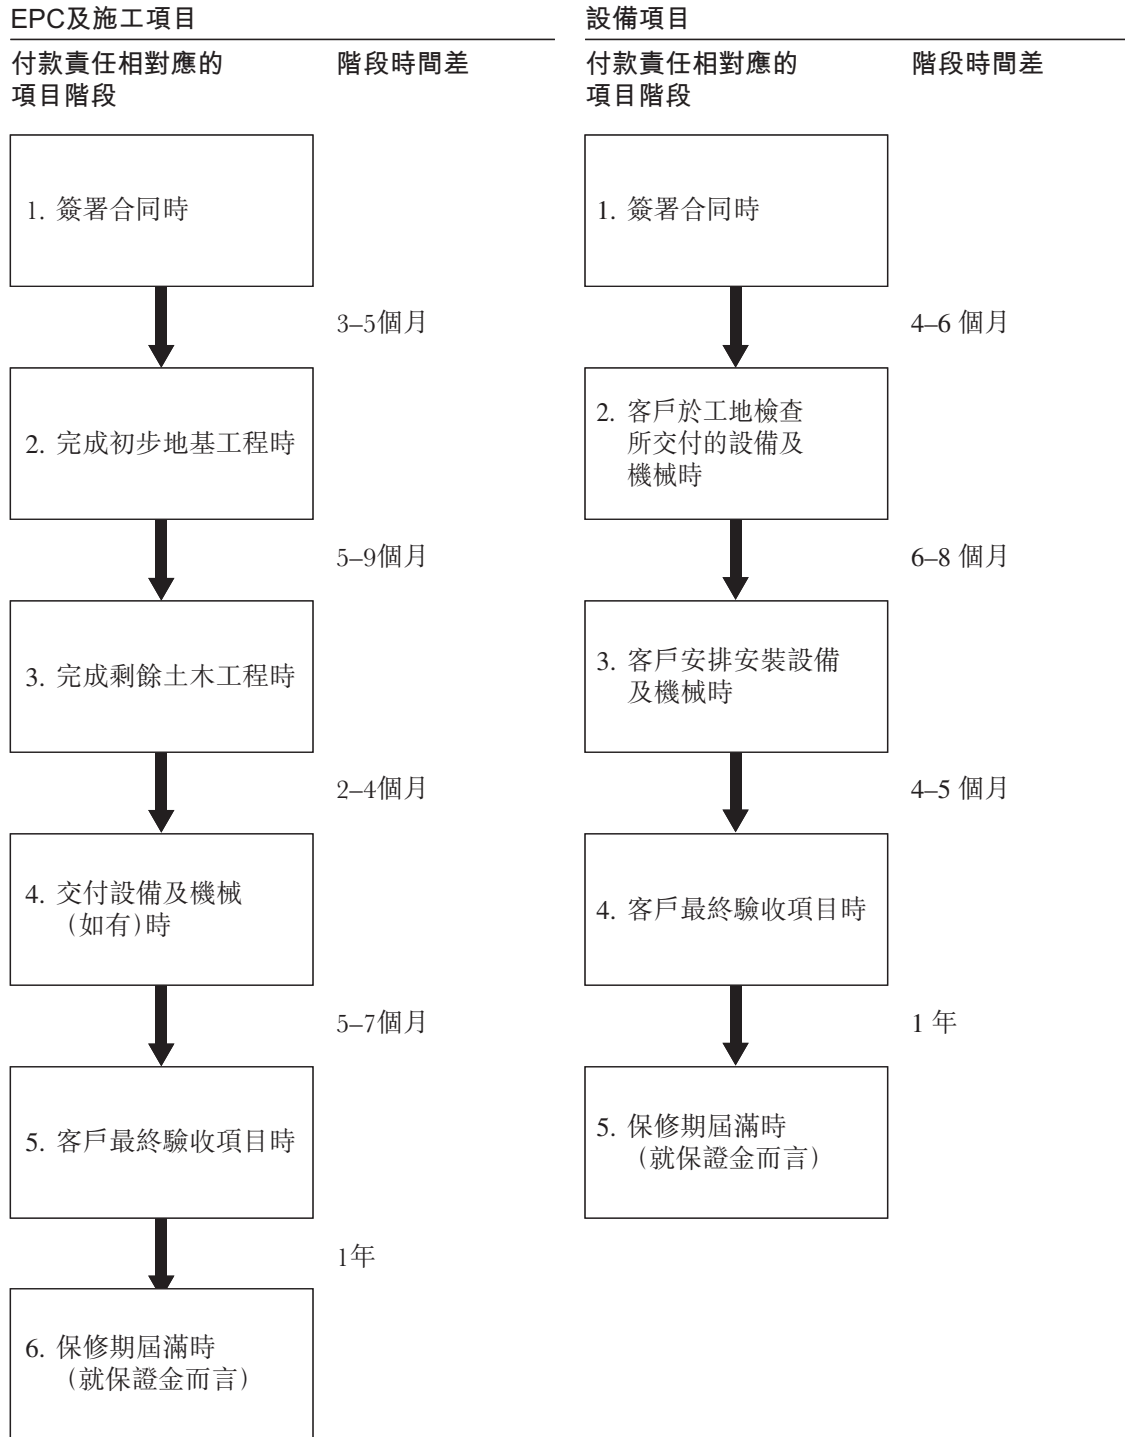 EPC及施工項目
付款責任相對應的
項目階段
階段時間差
1. 簽署合同時
3–5個月
2. 完成初步地基工程時
5–9個月
3. 完成剩餘土木工程時
2–4個月
4. 交付設備及機械
(如有)時
5–7個月
5. 客戶最終驗收項目時
1年
6. 保修期屆滿時
(就保證金而言)
設備項目
付款責任相對應的
項目階段
階段時間差
1. 簽署合同時
4–6 個月
2. 客戶於工地檢查
所交付的設備及
機械時
6–8 個月
3. 客戶安排安裝設備
及機械時
4–5 個月
4. 客戶最終驗收項目時
1 年
5. 保修期屆滿時
(就保證金而言)